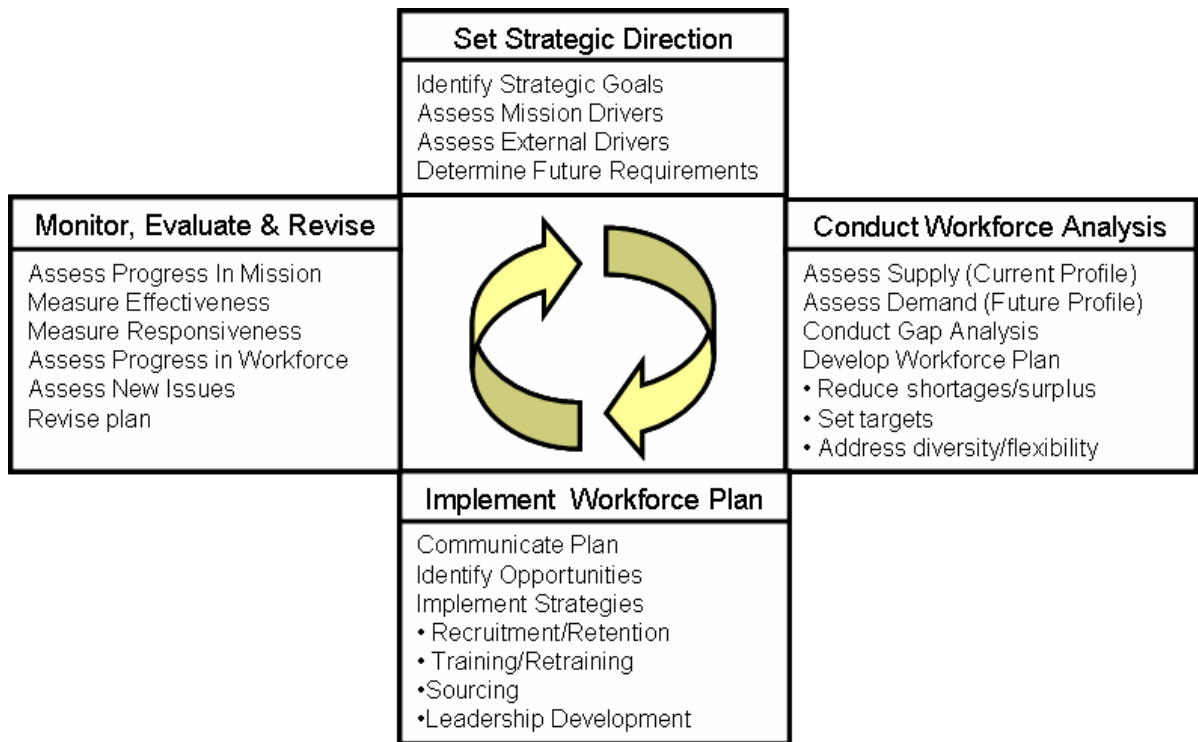 Set Strategic Direction
Identify Strategic Goals
Assess Mission Drivers
Assess External Drivers
Determine Future Requirements
Monitor, Evaluate & Revise
Assess Progress In Mission
Measure Effectiveness
Measure Responsiveness
Assess Progress in Workforce
Assess New Issues
Revise plan
Conduct Workforce Analysis
Assess Supply (Current Profile)
Assess Demand (Future Profile)
Conduct Gap Analysis
Develop Workforce Plan
• Reduce shortages/surplus
• Set targets
• Address diversity/flexibility
Implement Workforce Plan
Communicate Plan
Identify Opportunities
Implement Strategies
• Recruitment/Retention
• Training/Retraining
•Sourcing
•Leadership Development